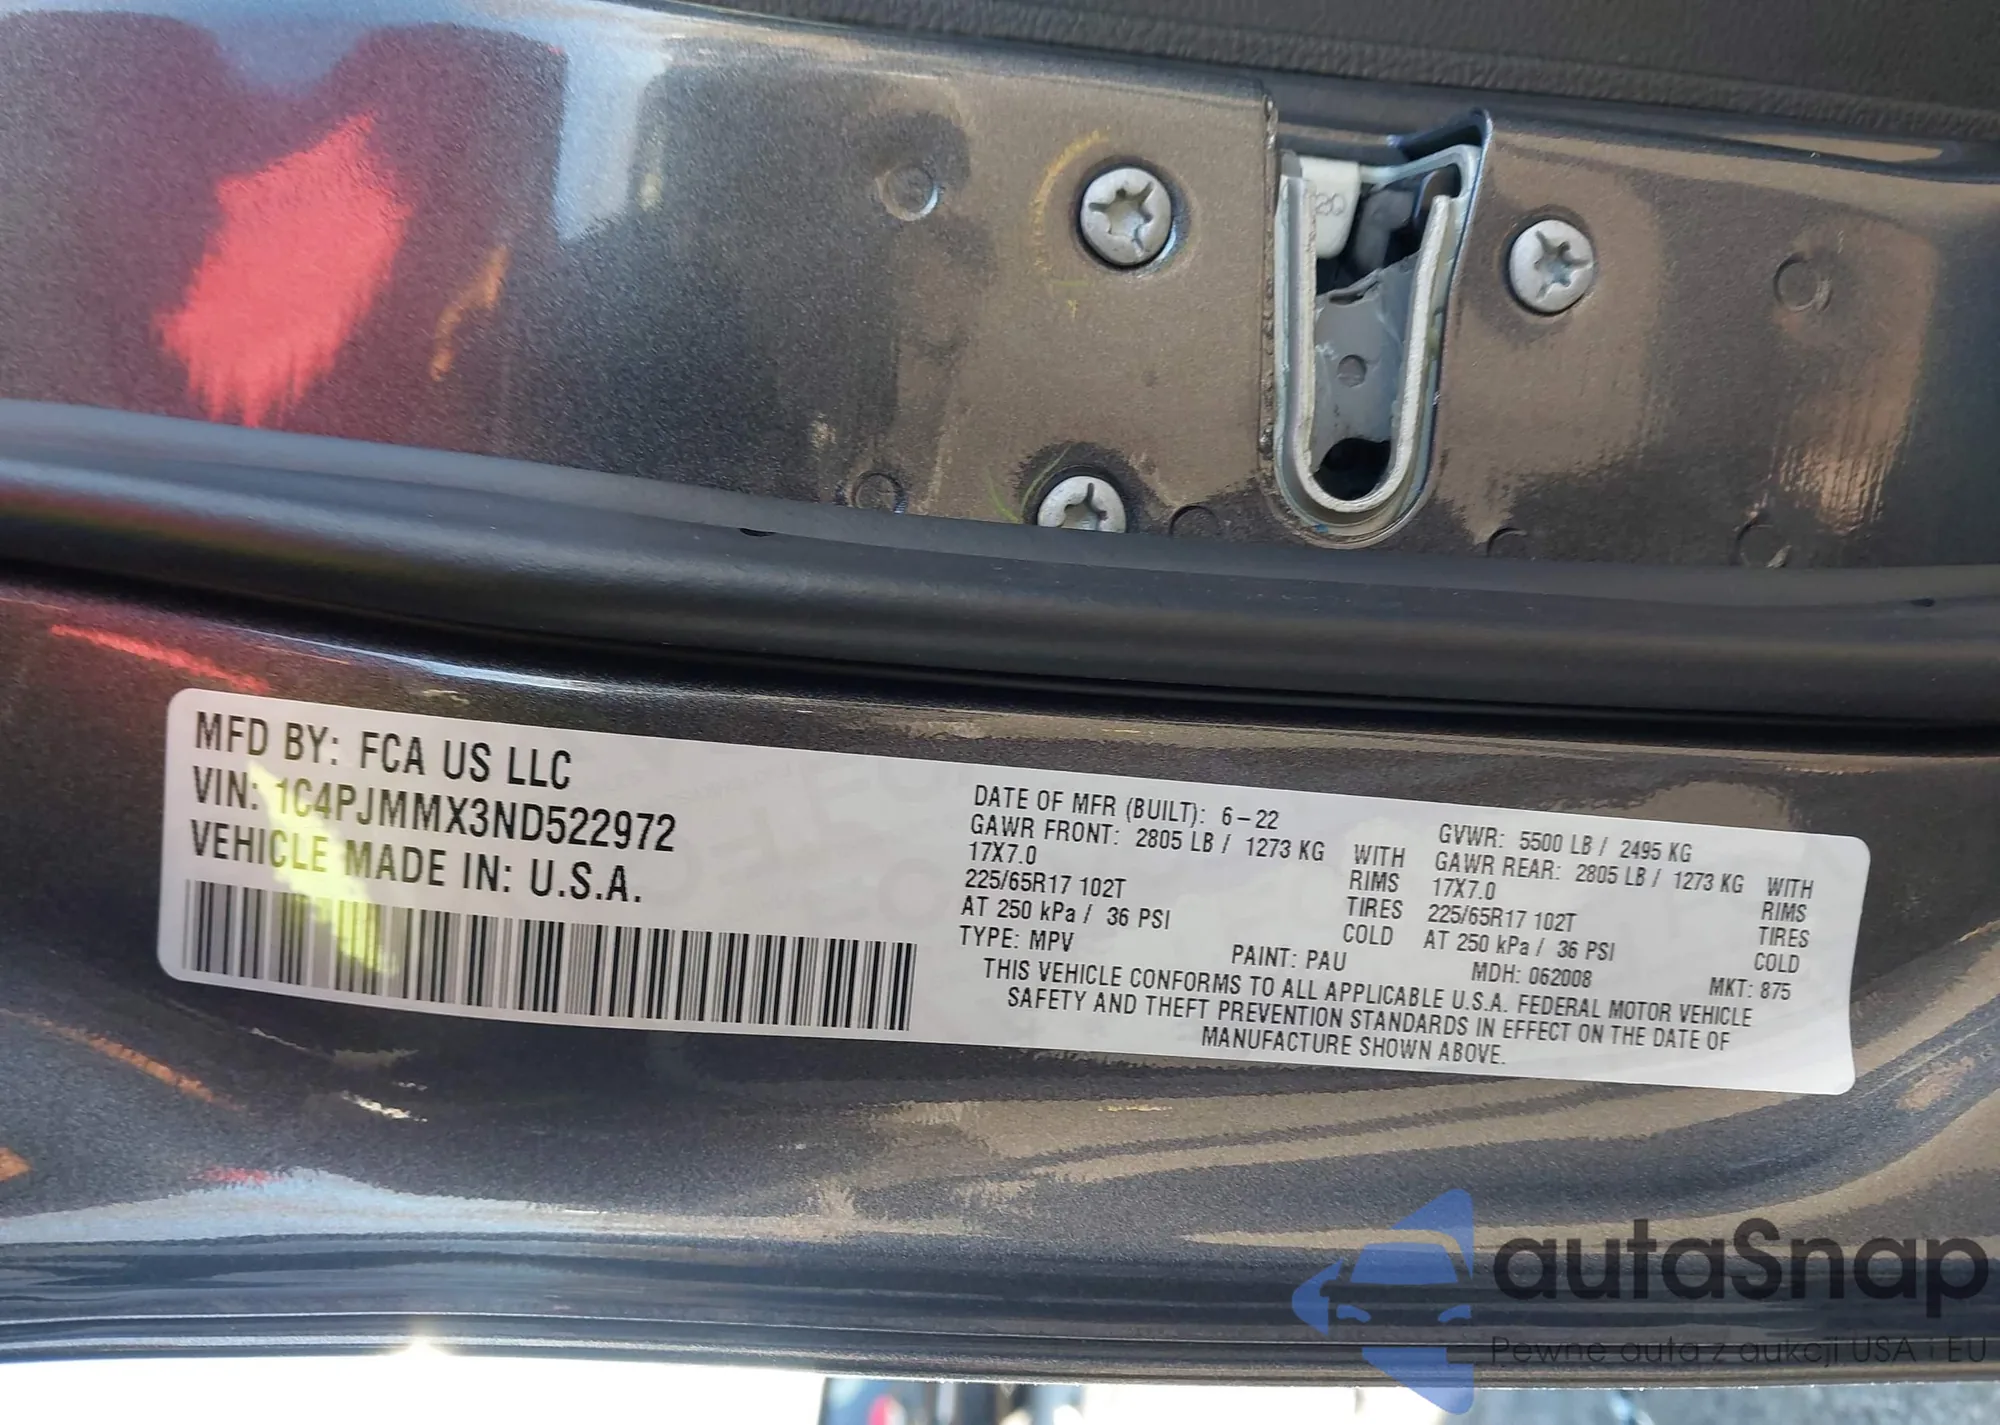 MFD BY: FCA US LLC
VIN: 1C4PJMMX3ND522972
VEHICLE MADE IN: U.S.A.
DATE OF MFR (BUILT): 6-22
GVWR: 5500 LB / 2495 KG
GAWR FRONT: 2805 LB / 1273 KG WITH
GAWR REAR: 2805 LB / 1273 KG WITH
17X7.0 RIMS
17X7.0 RIMS
225/65R17 102T TIRES
225/65R17 102T TIRES
AT 250 kPa / 36 PSI COLD
AT 250 kPa / 36 PSI COLD
TYPE: MPV PAINT: PAU MDH: 062008 MKT: 875
THIS VEHICLE CONFORMS TO ALL APPLICABLE U.S.A. FEDERAL MOTOR VEHICLE
SAFETY AND THEFT PREVENTION STANDARDS IN EFFECT ON THE DATE OF
MANUFACTURE SHOWN ABOVE.
autaSnap
Pewne auta z aukcji USA i EU